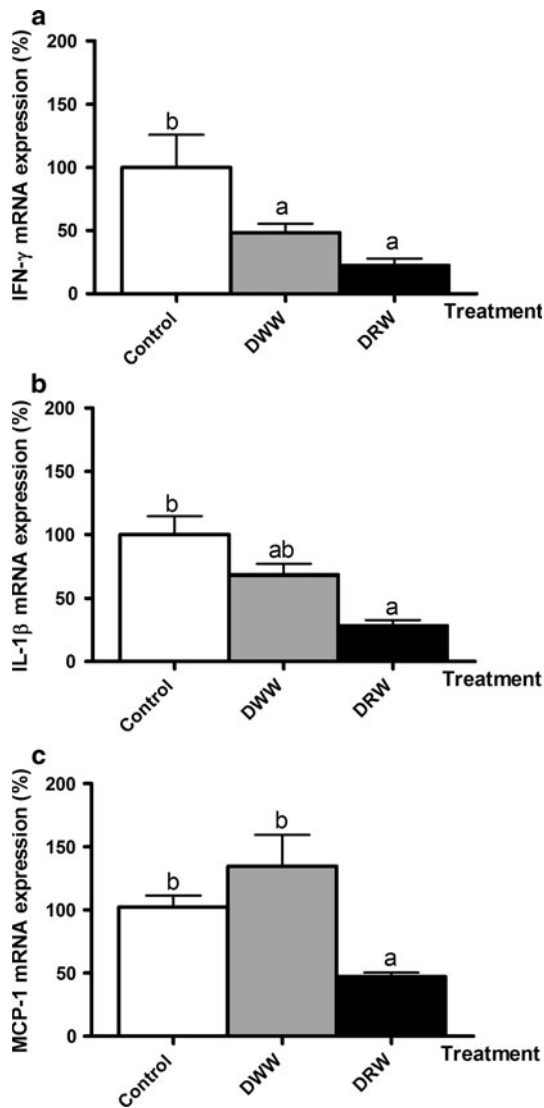 a
IFN-γ mRNA expression (%)
200
150
100
50
0
b
a
a
Control
DWW
DRW
Treatment
b
IL-1β mRNA expression (%)
200
150
100
50
0
b
ab
a
Control
DWW
DRW
Treatment
c
MCP-1 mRNA expression (%)
200
150
100
50
0
b
b
a
Control
DWW
DRW
Treatment